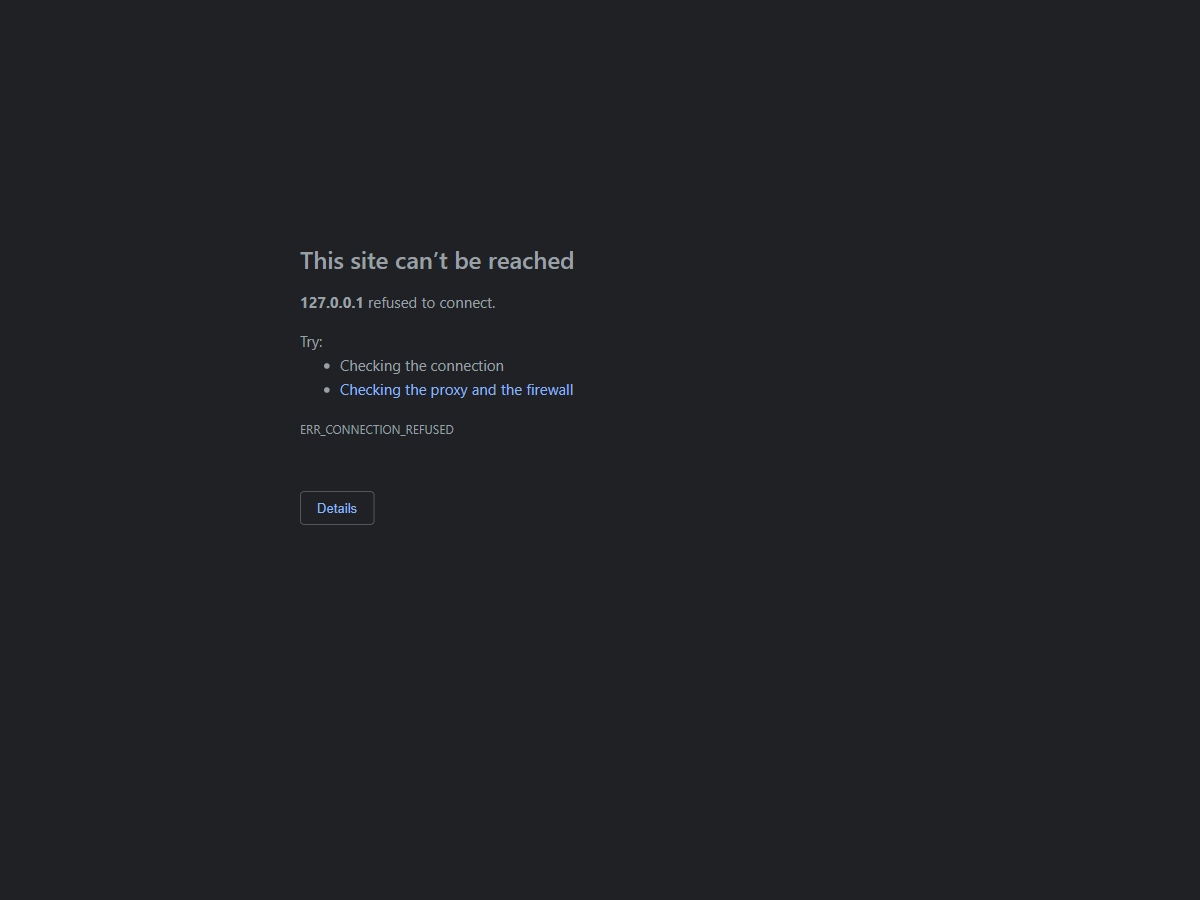 This site can’t be reached
127.0.0.1 refused to connect.
Try:
• Checking the connection
• Checking the proxy and the firewall
ERR_CONNECTION_REFUSED
Details